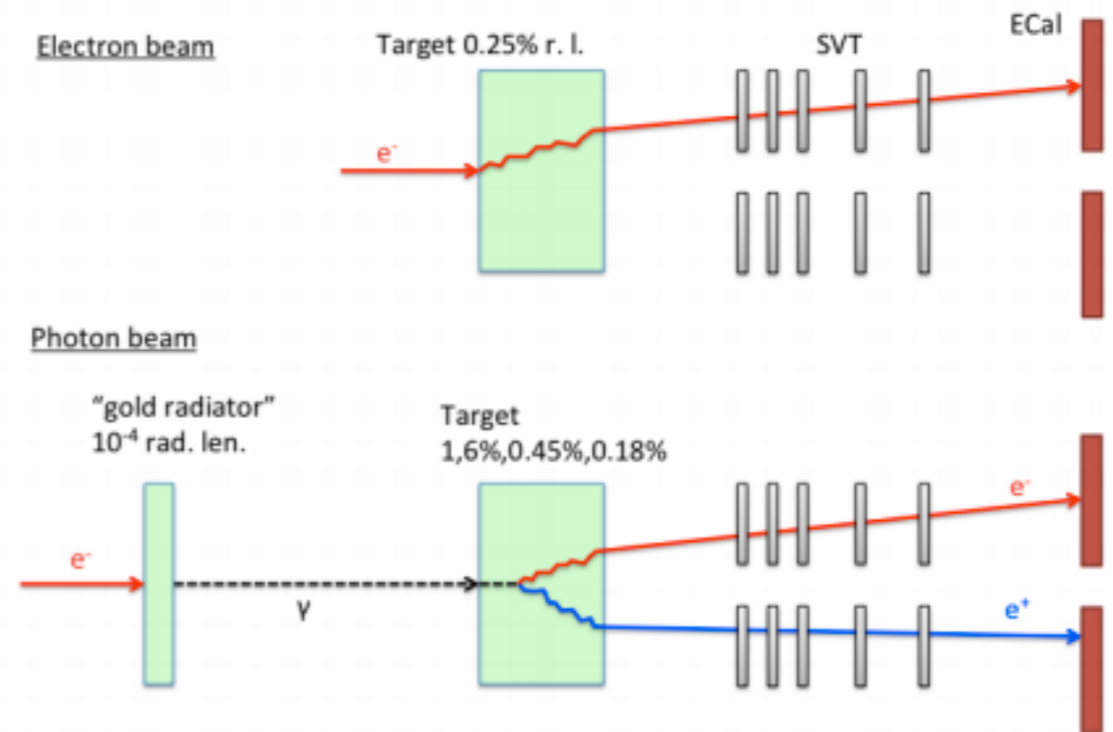 Electron beam
Target 0.25% r. l.
SVT
ECal
e-
Photon beam
“gold radiator”
10-4 rad. len.
Target
1,6%,0.45%,0.18%
e-
γ
e-
e+